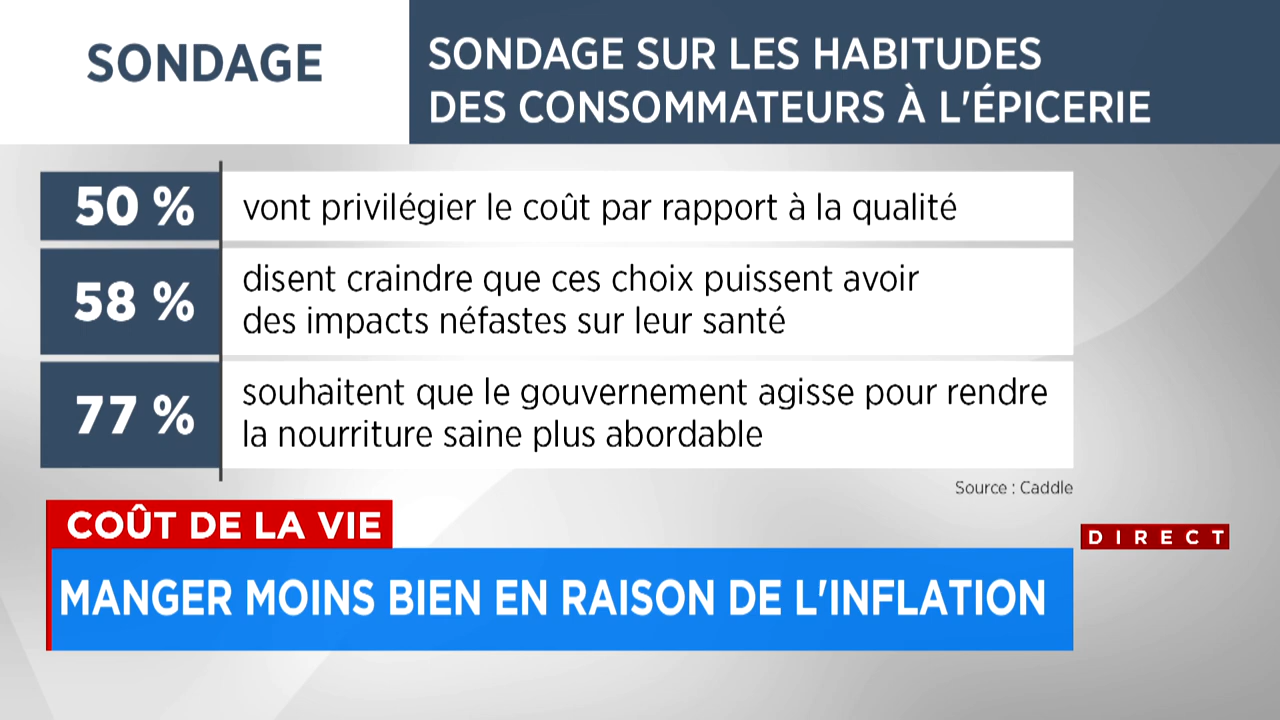 SONDAGE
SONDAGE SUR LES HABITUDES
DES CONSOMMATEURS À L'ÉPICERIE
50 %
vont privilégier le coût par rapport à la qualité
58 %
disent craindre que ces choix puissent avoir
des impacts néfastes sur leur santé
77 %
souhaitent que le gouvernement agisse pour rendre
la nourriture saine plus abordable
Source : Caddle
COÛT DE LA VIE
DIRECT
MANGER MOINS BIEN EN RAISON DE L'INFLATION